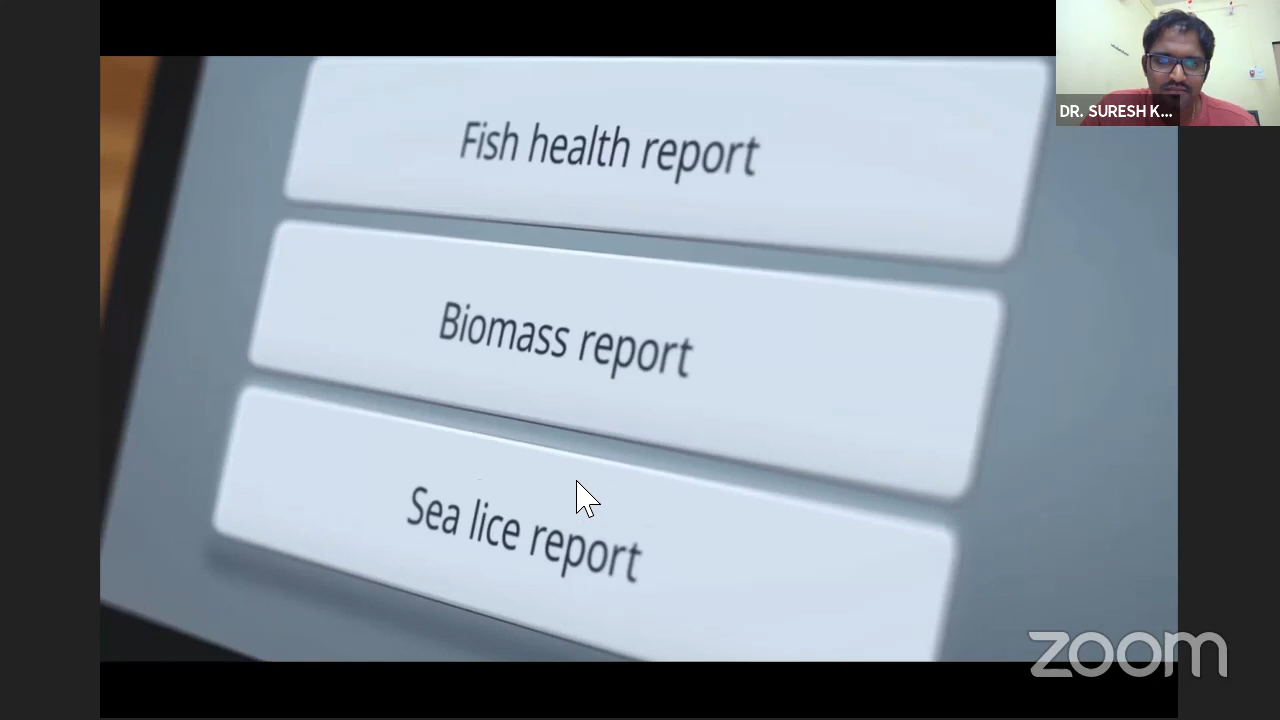 DR. SURESH K...
Fish health report
Biomass report
Sea lice report
zoom